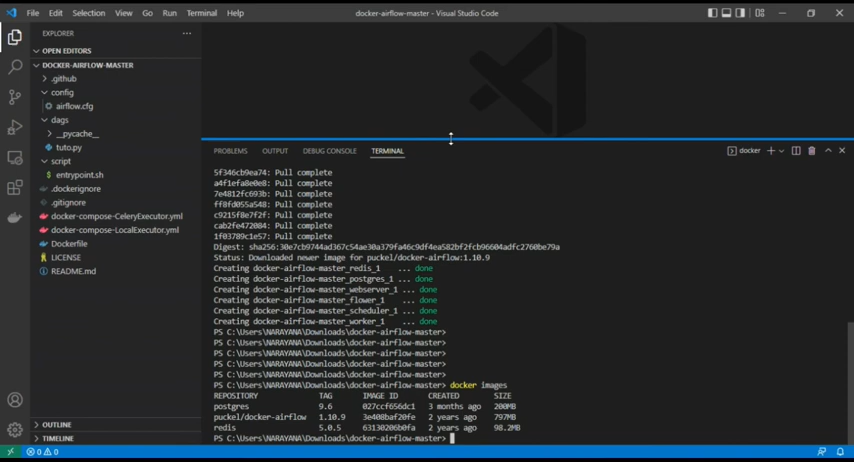 File Edit Selection View Go Run Terminal Help
docker-airflow-master - Visual Studio Code
EXPLORER
OPEN EDITORS
DOCKER-AIRFLOW-MASTER
.github
config
airflow.cfg
dags
__pycache__
tuto.py
script
entrypoint.sh
.dockerignore
.gitignore
docker-compose-CeleryExecutor.yml
docker-compose-LocalExecutor.yml
Dockerfile
LICENSE
README.md
OUTLINE
TIMELINE
PROBLEMS OUTPUT DEBUG CONSOLE TERMINAL
docker
5f346cb9ea74: Pull complete
a4f1efa8e0e8: Pull complete
7e4812fc693b: Pull complete
ff8fd055a548: Pull complete
c9215f8e7f2f: Pull complete
cab2fe472084: Pull complete
1f03789c1e57: Pull complete
Digest: sha256:30e7cb9744ad367c54ae30a379fa46c9df4ea582bf2fcb96604adfc2760be79a
Status: Downloaded newer image for puckel/docker-airflow:1.10.9
Creating docker-airflow-master_redis_1 ... done
Creating docker-airflow-master_postgres_1 ... done
Creating docker-airflow-master_webserver_1 ... done
Creating docker-airflow-master_flower_1 ... done
Creating docker-airflow-master_scheduler_1 ... done
Creating docker-airflow-master_worker_1 ... done
PS C:\Users\NARAYANA\Downloads\docker-airflow-master>
PS C:\Users\NARAYANA\Downloads\docker-airflow-master>
PS C:\Users\NARAYANA\Downloads\docker-airflow-master>
PS C:\Users\NARAYANA\Downloads\docker-airflow-master>
PS C:\Users\NARAYANA\Downloads\docker-airflow-master>
PS C:\Users\NARAYANA\Downloads\docker-airflow-master> docker images
REPOSITORY TAG IMAGE ID CREATED SIZE
postgres 9.6 027ccf656dc1 3 months ago 200MB
puckel/docker-airflow 1.10.9 3e408baf20fe 2 years ago 797MB
redis 5.0.5 63130206b0fa 2 years ago 98.2MB
PS C:\Users\NARAYANA\Downloads\docker-airflow-master>
0 0